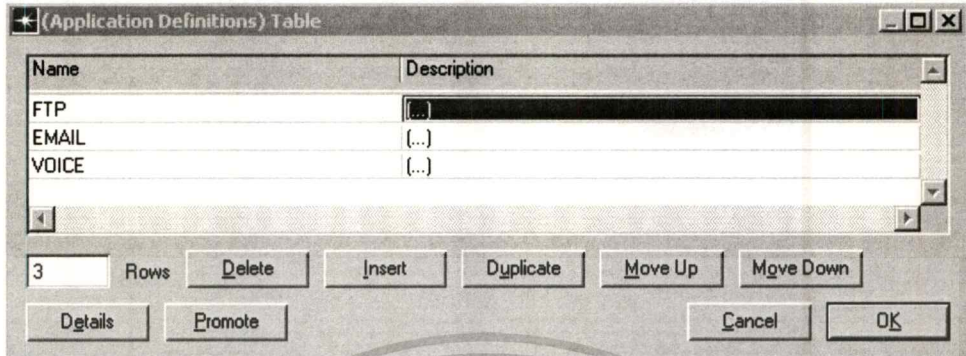 (Application Definitions) Table
Name Description
FTP (...)
EMAIL (...)
VOICE (...)
3 Rows Delete Insert Duplicate Move Up Move Down
Details Promote Cancel OK